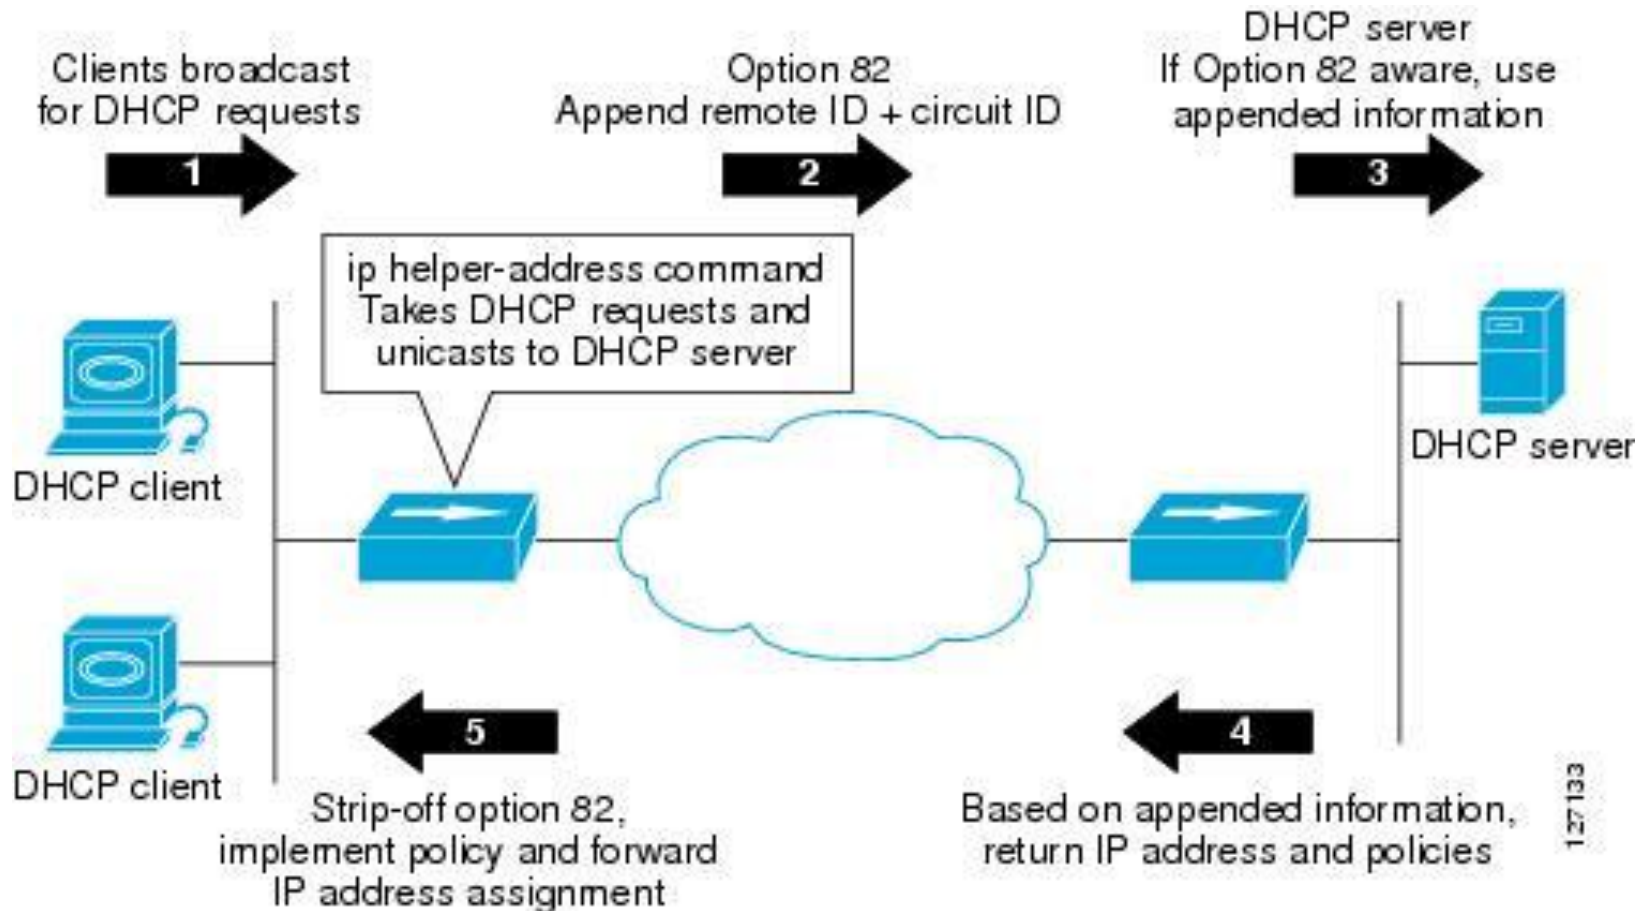 Clients broadcast
for DHCP requests
1
Option 82
Append remote ID + circuit ID
2
DHCP server
If Option 82 aware, use
appended information
3
ip helper-address command
Takes DHCP requests and
unicasts to DHCP server
DHCP client
DHCP server
DHCP client
5
Strip-off option 82,
implement policy and forward
IP address assignment
4
Based on appended information,
return IP address and policies
127133